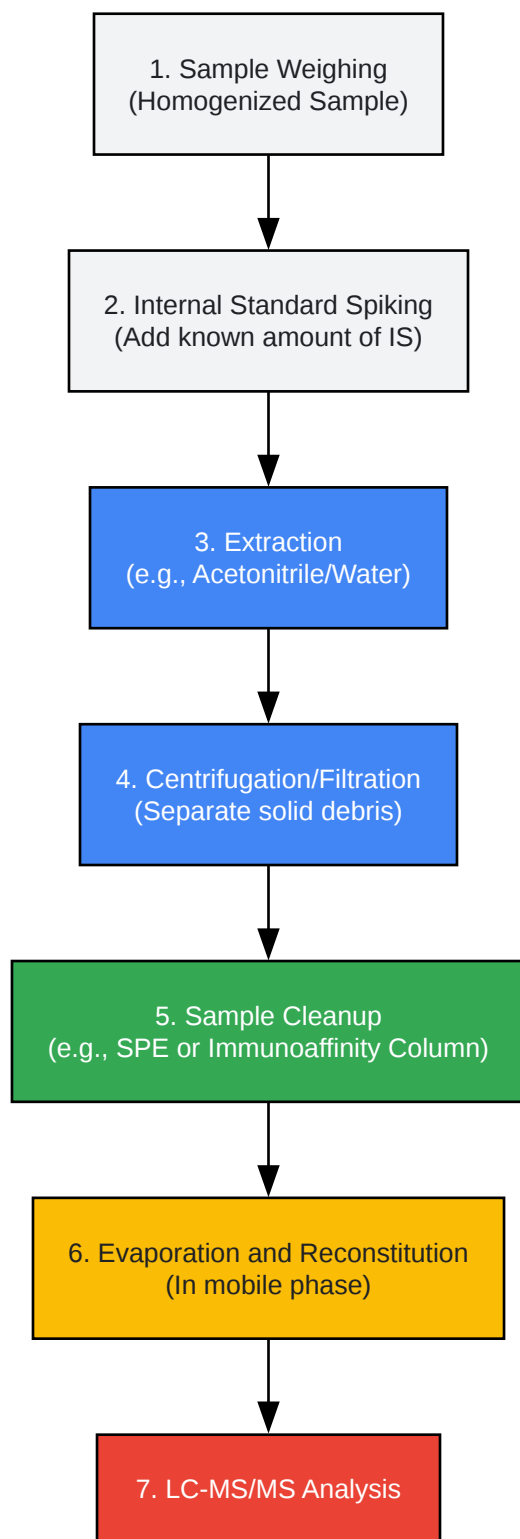 1. Sample Weighing
(Homogenized Sample)
2. Internal Standard Spiking
(Add known amount of IS)
3. Extraction
(e.g., Acetonitrile/Water)
4. Centrifugation/Filtration
(Separate solid debris)
5. Sample Cleanup
(e.g., SPE or Immunoaffinity Column)
6. Evaporation and Reconstitution
(In mobile phase)
7. LC-MS/MS Analysis